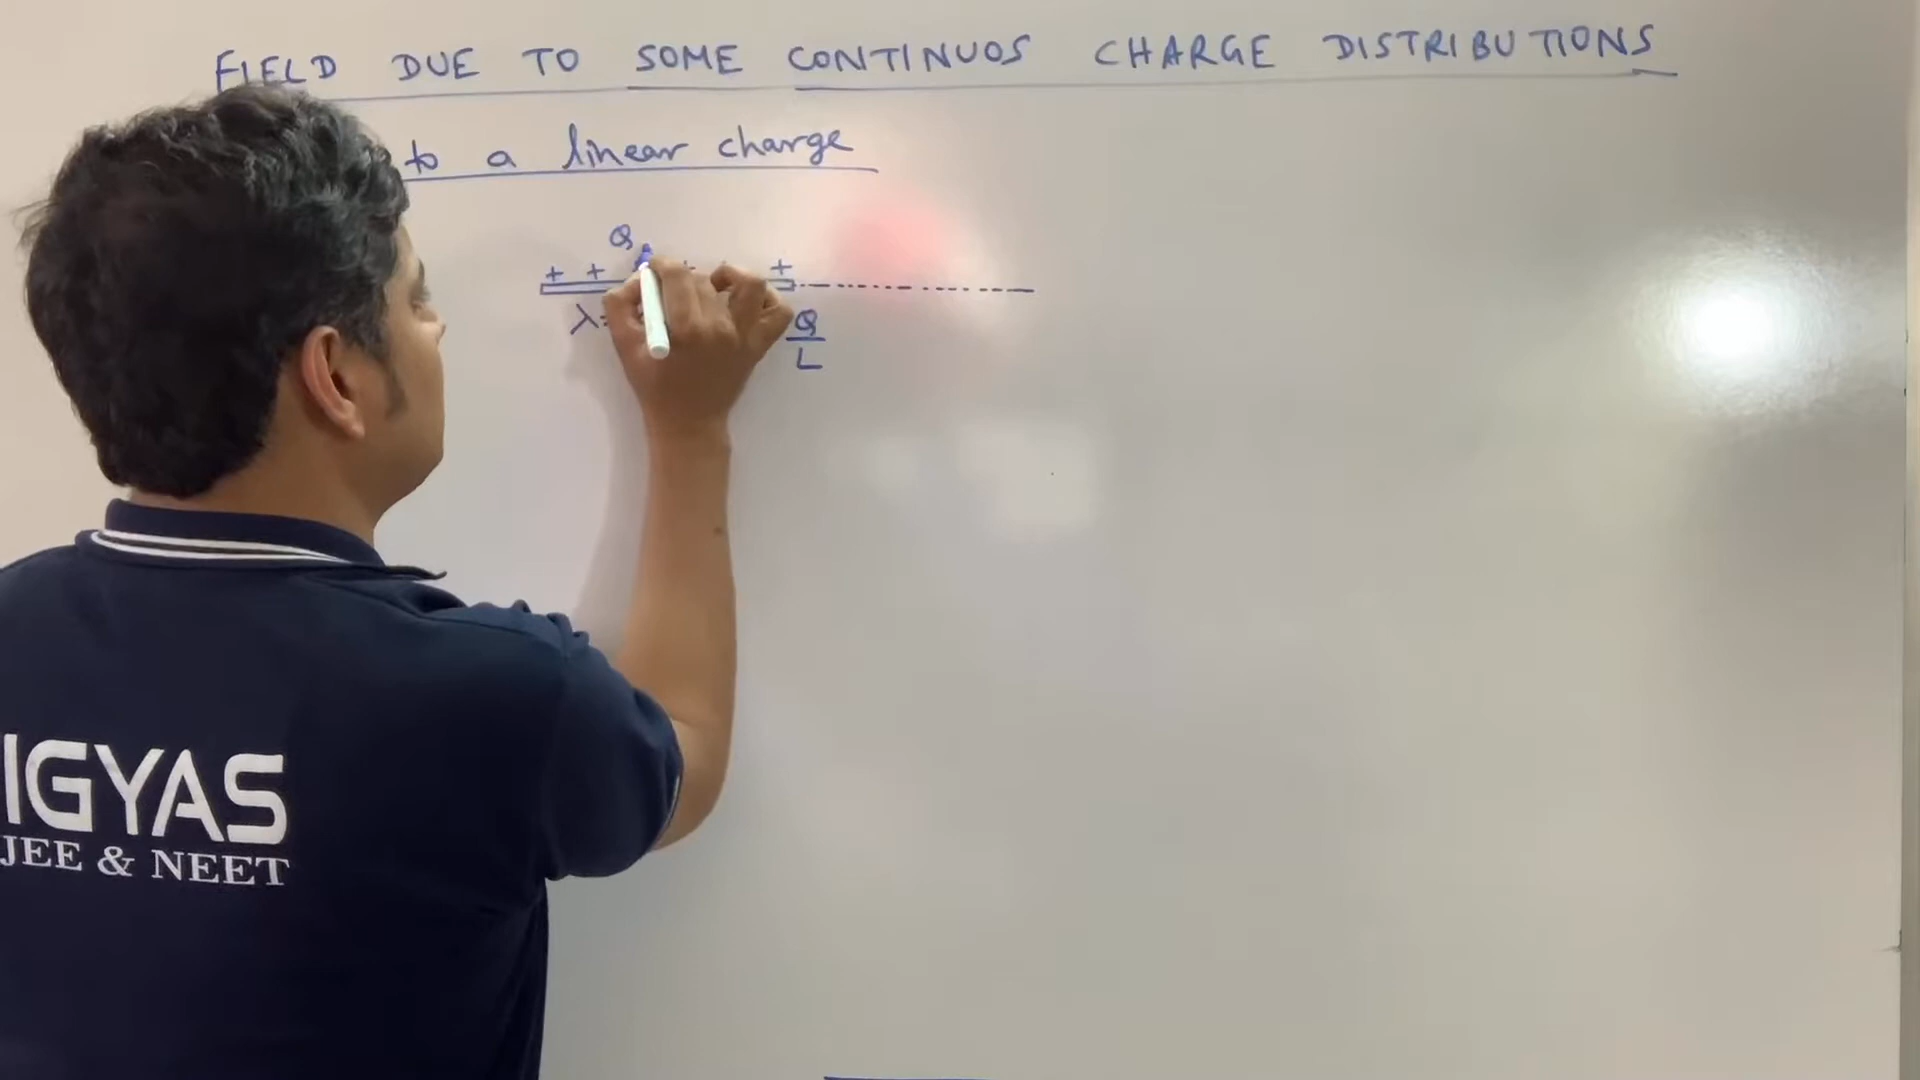 FIELD DUE TO SOME CONTINUOS CHARGE DISTRIBUTIONS
to a linear charge
Q
+ + +
λ=
Q
L
IGYAS
JEE & NEET